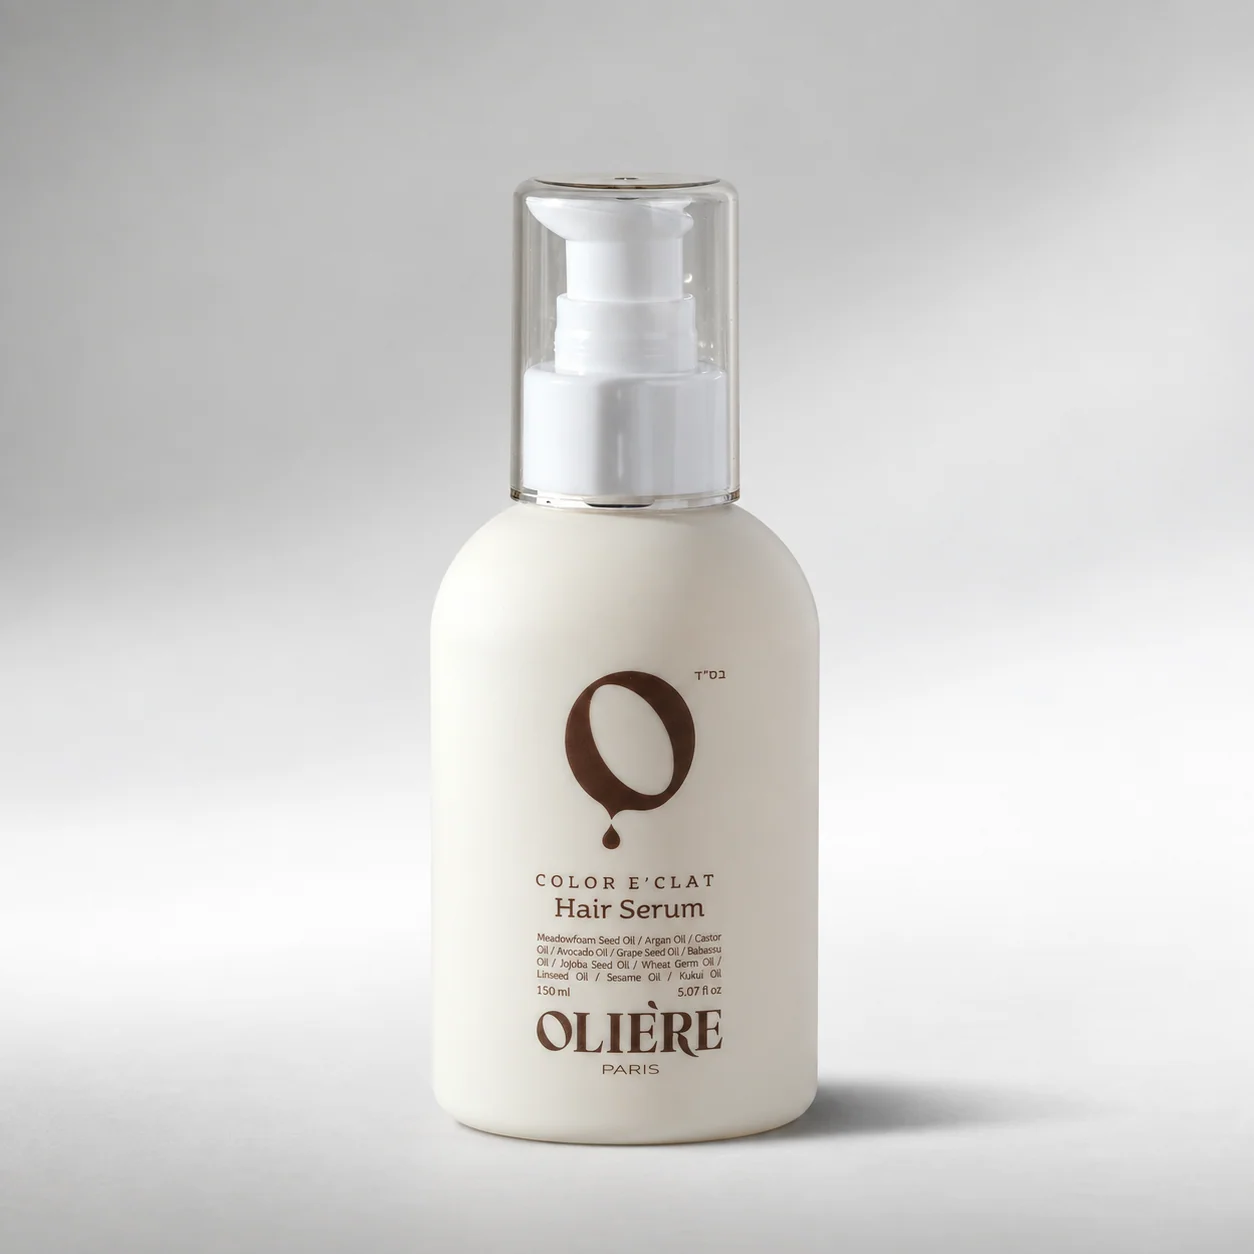 בס"ד
COLOR E'CLAT
Hair Serum
Meadowfoam Seed Oil / Argan Oil / Castor
Oil / Avocado Oil / Grape Seed Oil / Babassu
Oil / Jojoba Seed Oil / Wheat Germ Oil /
Linseed Oil / Sesame Oil / Kukui Oil
150 ml 5.07 fl oz
OLIÈRE
PARIS